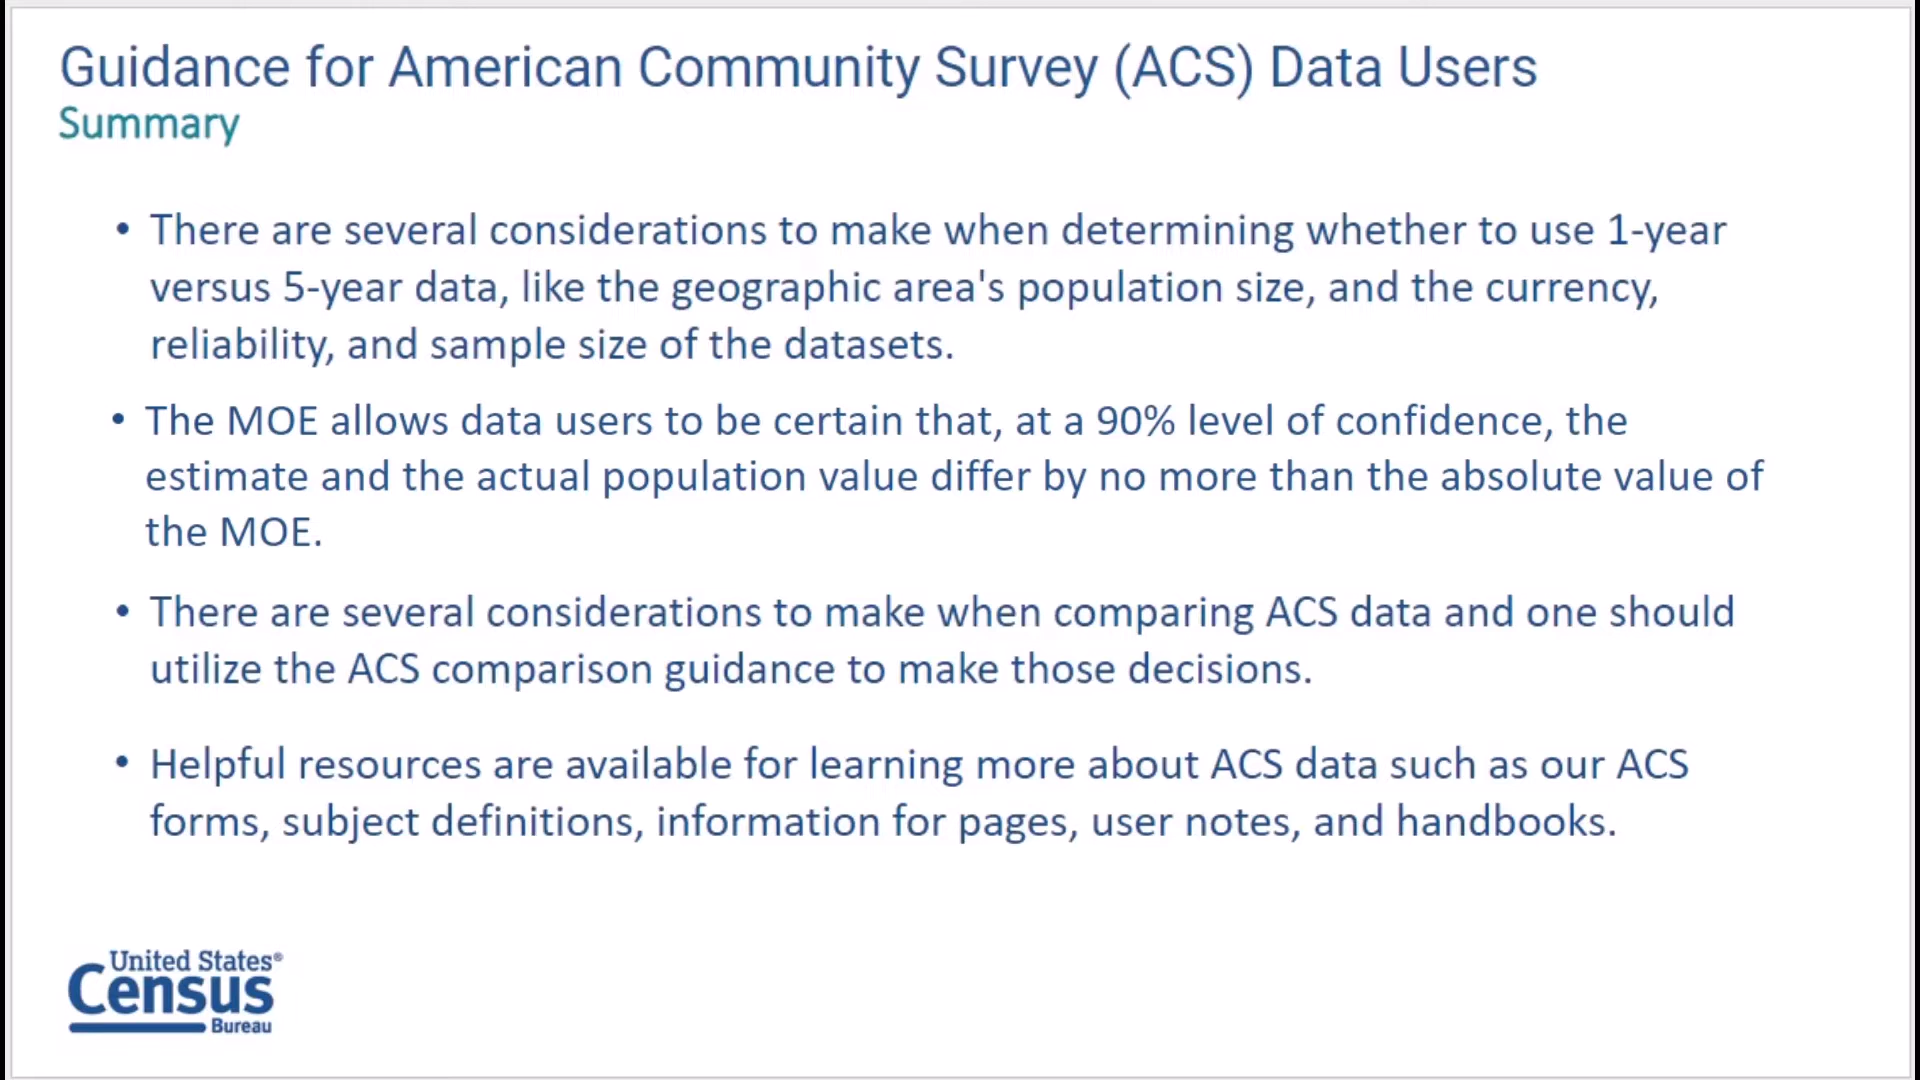 Guidance for American Community Survey (ACS) Data Users
Summary
• There are several considerations to make when determining whether to use 1-year
versus 5-year data, like the geographic area's population size, and the currency,
reliability, and sample size of the datasets.
• The MOE allows data users to be certain that, at a 90% level of confidence, the
estimate and the actual population value differ by no more than the absolute value of
the MOE.
• There are several considerations to make when comparing ACS data and one should
utilize the ACS comparison guidance to make those decisions.
• Helpful resources are available for learning more about ACS data such as our ACS
forms, subject definitions, information for pages, user notes, and handbooks.
United States®
Census
Bureau